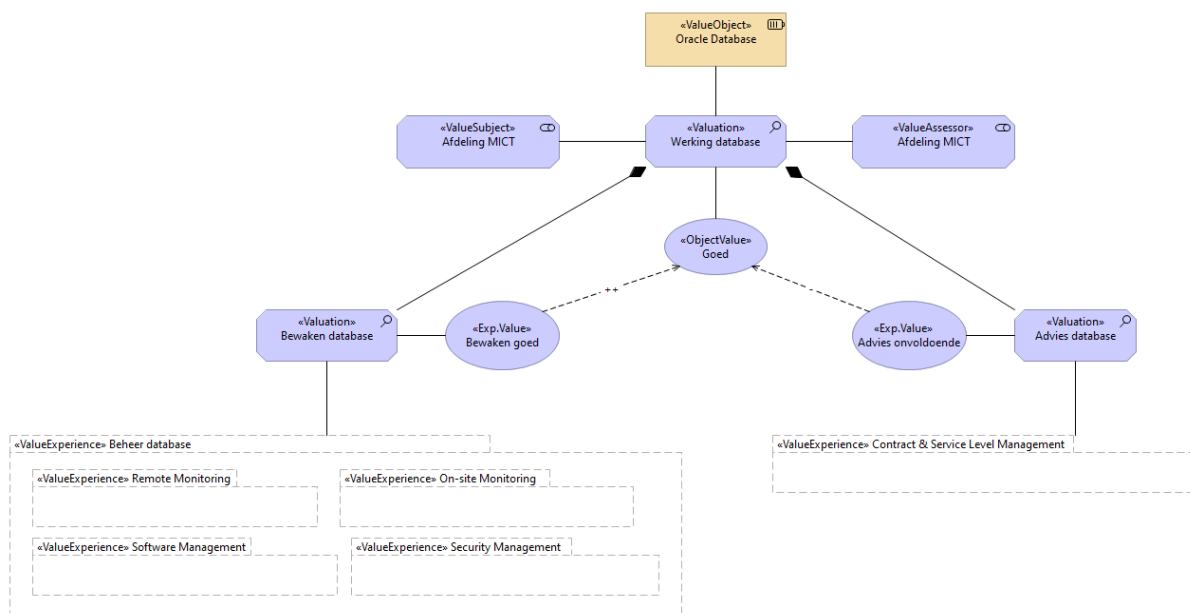 «ValueObject»
Oracle Database
«ValueSubject»
Afdeling MICT
«Valuation»
Werking database
«ValueAssessor»
Afdeling MICT
«ObjectValue»
Goed
++
«Valuation»
Bewaken database
«Exp.Value»
Bewaken goed
«Exp.Value»
Advies onvoldoende
«Valuation»
Advies database
«ValueExperience» Beheer database
«ValueExperience» Contract & Service Level Management
«ValueExperience» Remote Monitoring
«ValueExperience» On-site Monitoring
«ValueExperience» Software Management
«ValueExperience» Security Management